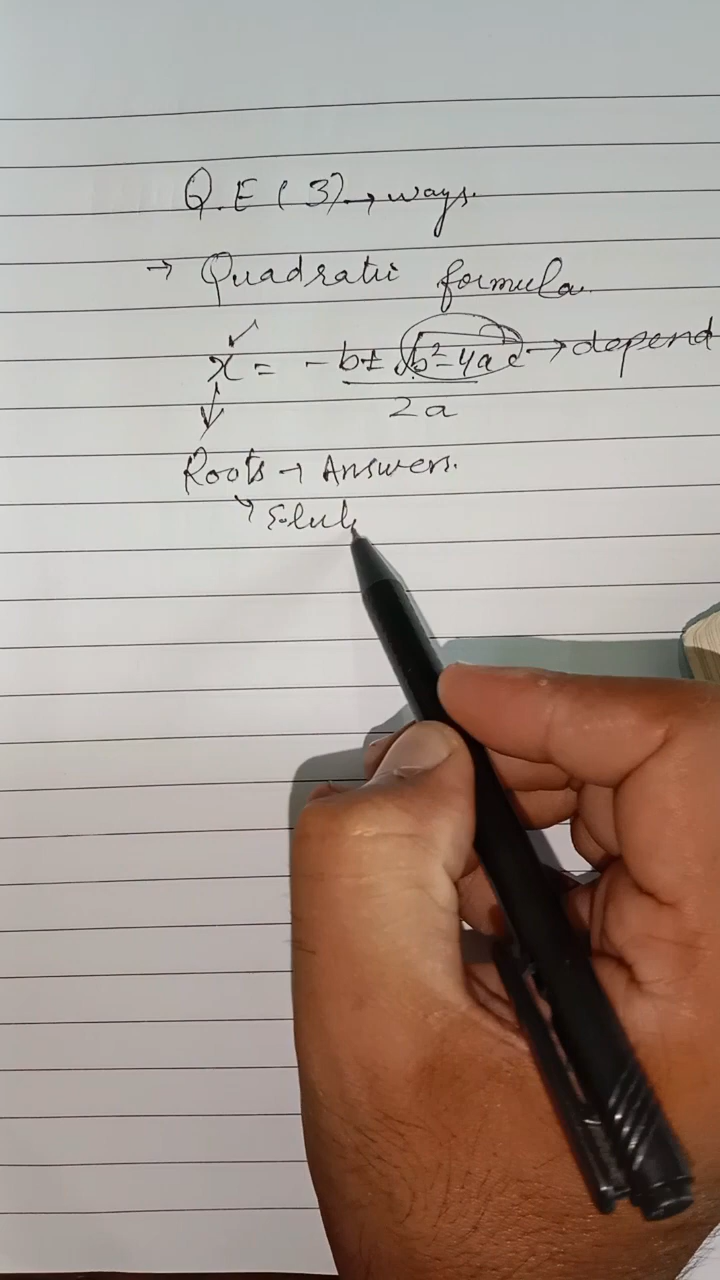 Q.E (3) → ways.
→ Quadratic formula.
x = -b± √b²-4ac → depend
2a
Roots → Answers.
→ Solut